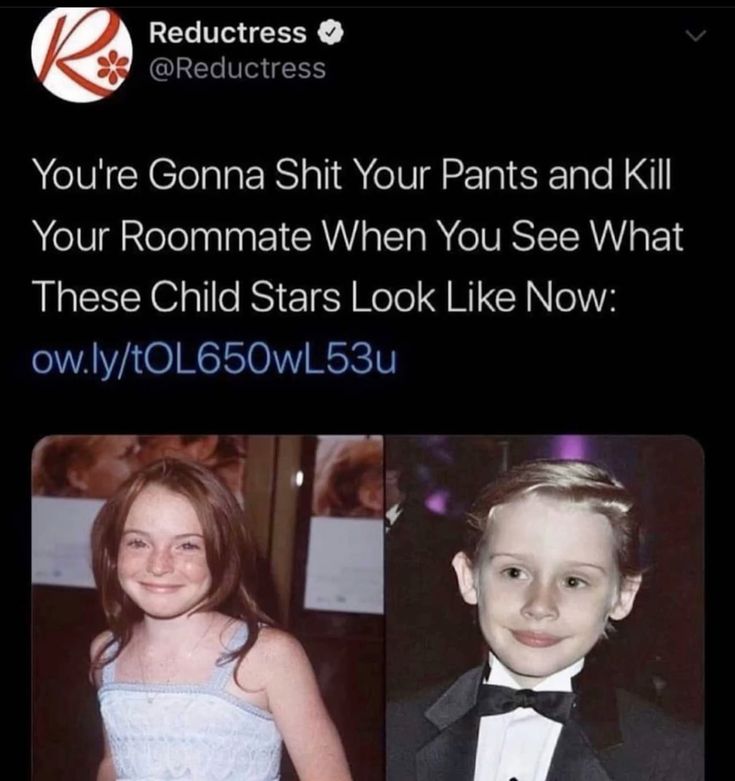 Reductress
@Reductress
You're Gonna Shit Your Pants and Kill
Your Roommate When You See What
These Child Stars Look Like Now:
ow.ly/tOL650wL53u